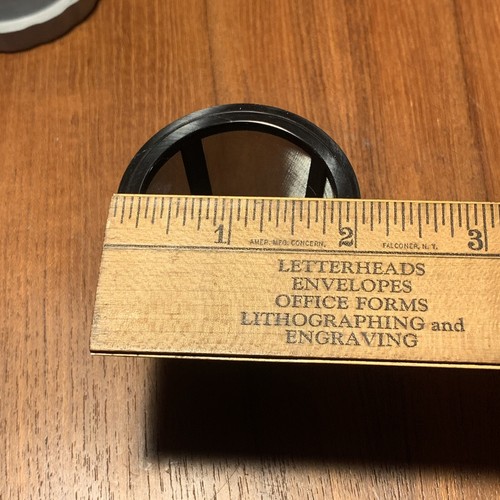 1 2 3
AMER. MFG. CONCERN, FALCONER, N. Y.
LETTERHEADS
ENVELOPES
OFFICE FORMS
LITHOGRAPHING and
ENGRAVING